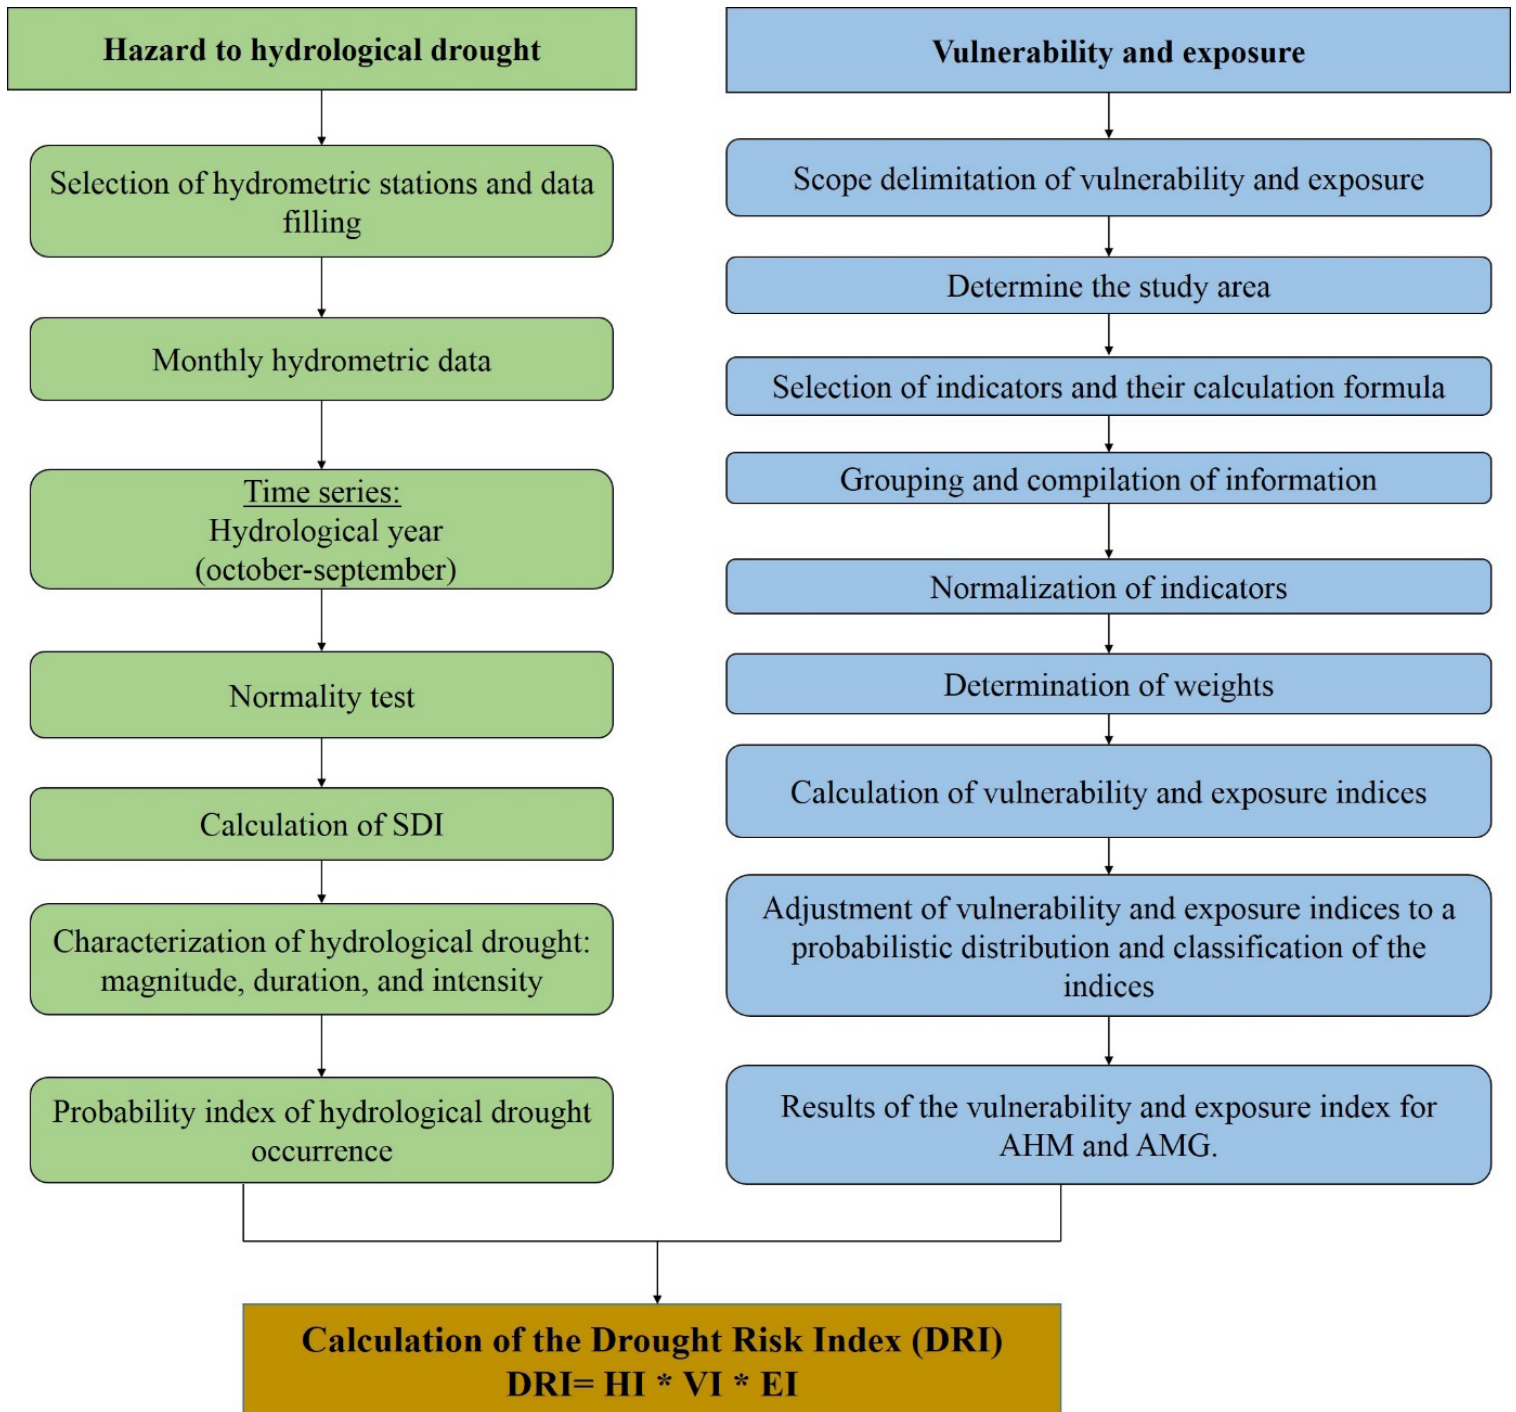 Hazard to hydrological drought
Selection of hydrometric stations and data
filling
Monthly hydrometric data
Time series:
Hydrological year
(october-september)
Normality test
Calculation of SDI
Characterization of hydrological drought:
magnitude, duration, and intensity
Probability index of hydrological drought
occurrence
Vulnerability and exposure
Scope delimitation of vulnerability and exposure
Determine the study area
Selection of indicators and their calculation formula
Grouping and compilation of information
Normalization of indicators
Determination of weights
Calculation of vulnerability and exposure indices
Adjustment of vulnerability and exposure indices to a
probabilistic distribution and classification of the
indices
Results of the vulnerability and exposure index for
AHM and AMG.
Calculation of the Drought Risk Index (DRI)
DRI= HI * VI * EI